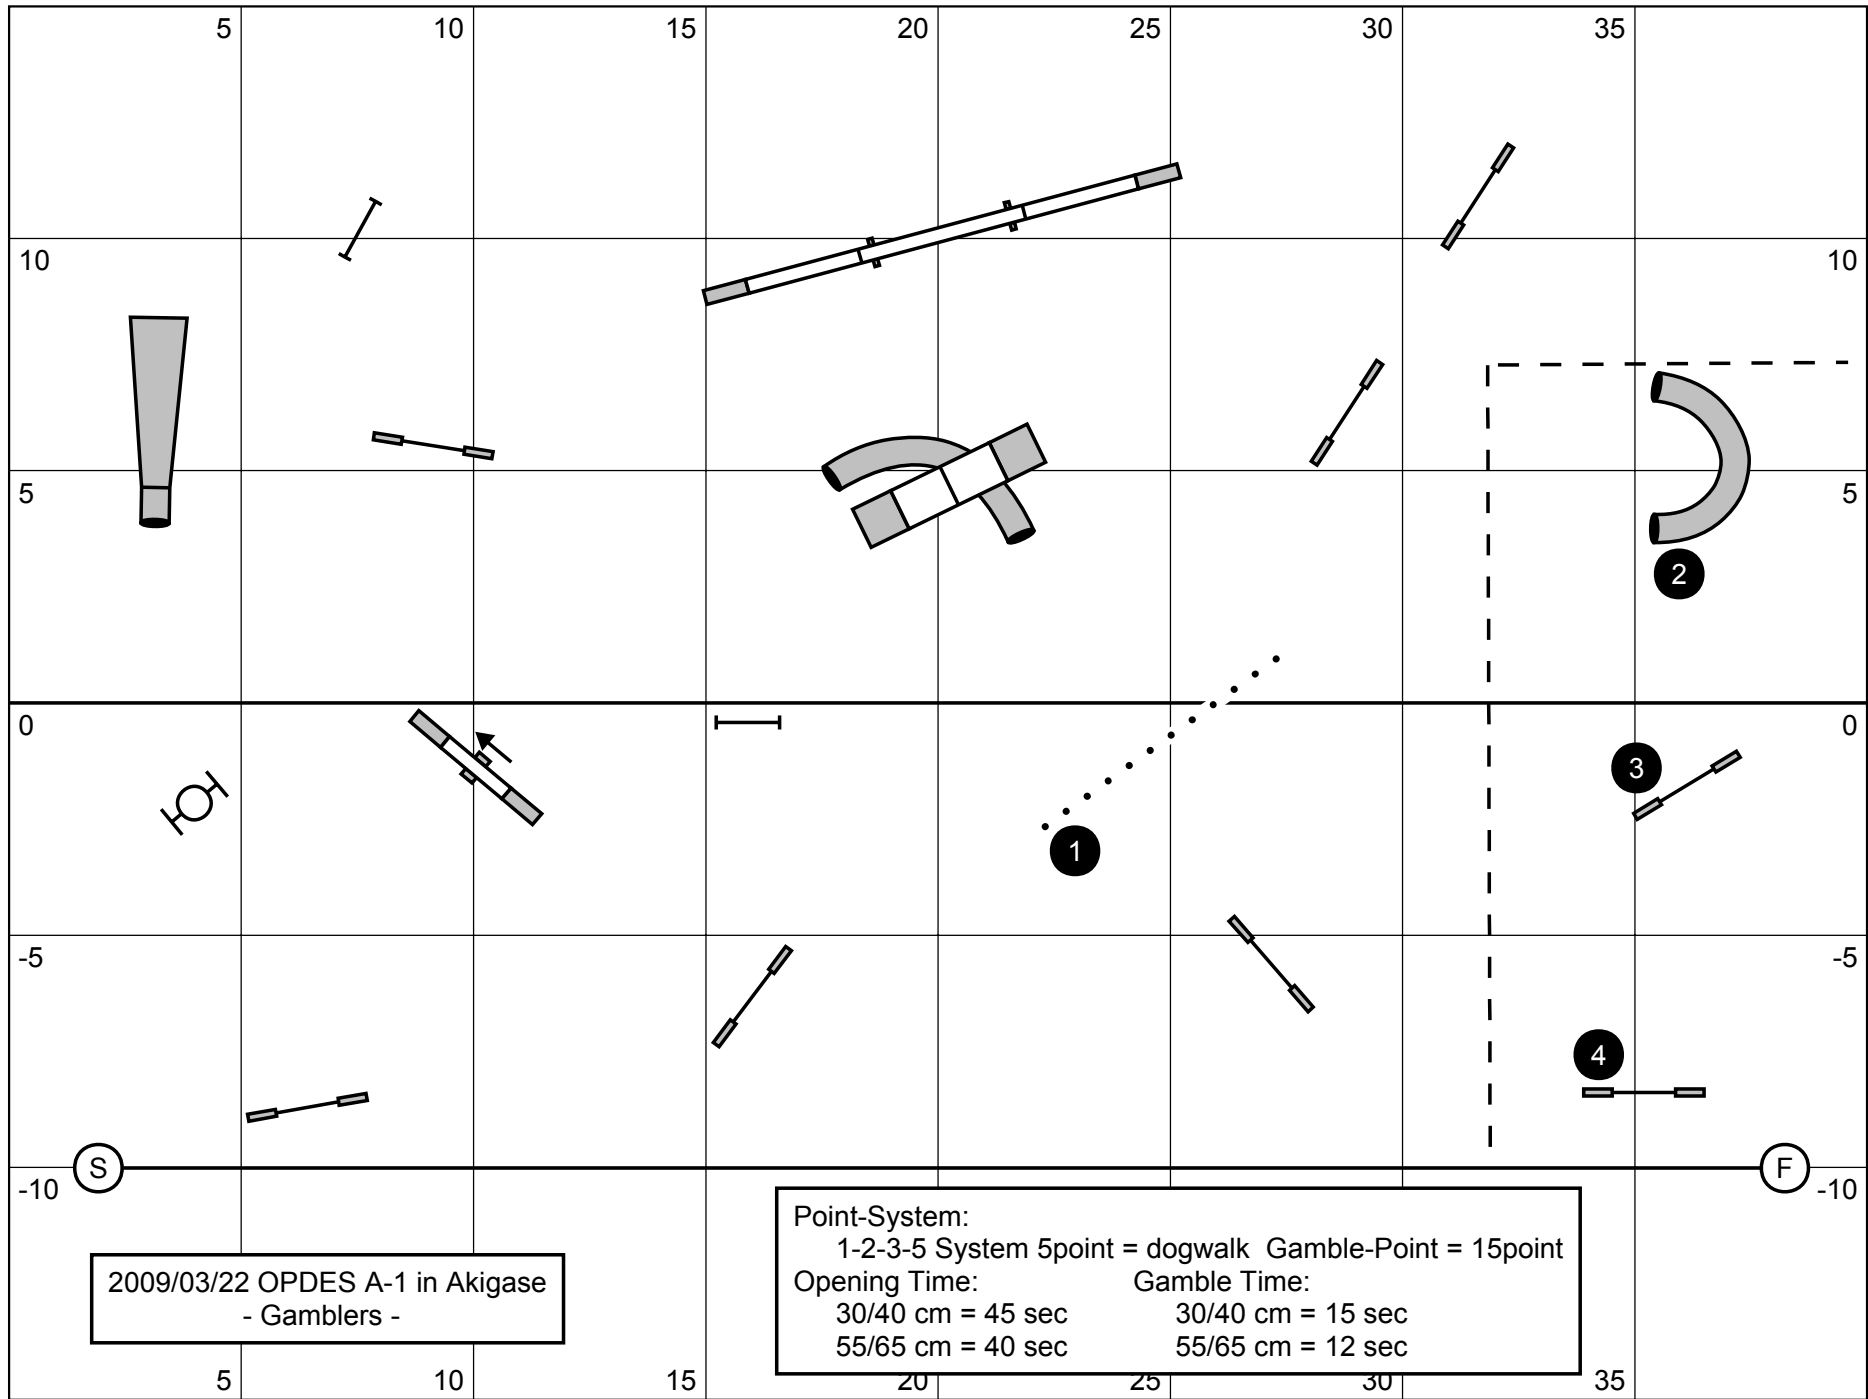 5 10 15 20 25 30 35
10 10
5 5
2
0 0
3
1
-5 -5
4
S F
-10 -10
Point-System:
1-2-3-5 System 5point = dogwalk Gamble-Point = 15point
2009/03/22 OPDES A-1 in Akigase
- Gamblers -
Opening Time: Gamble Time:
30/40 cm = 45 sec 30/40 cm = 15 sec
55/65 cm = 40 sec 55/65 cm = 12 sec
5 10 15 20 25 30 35